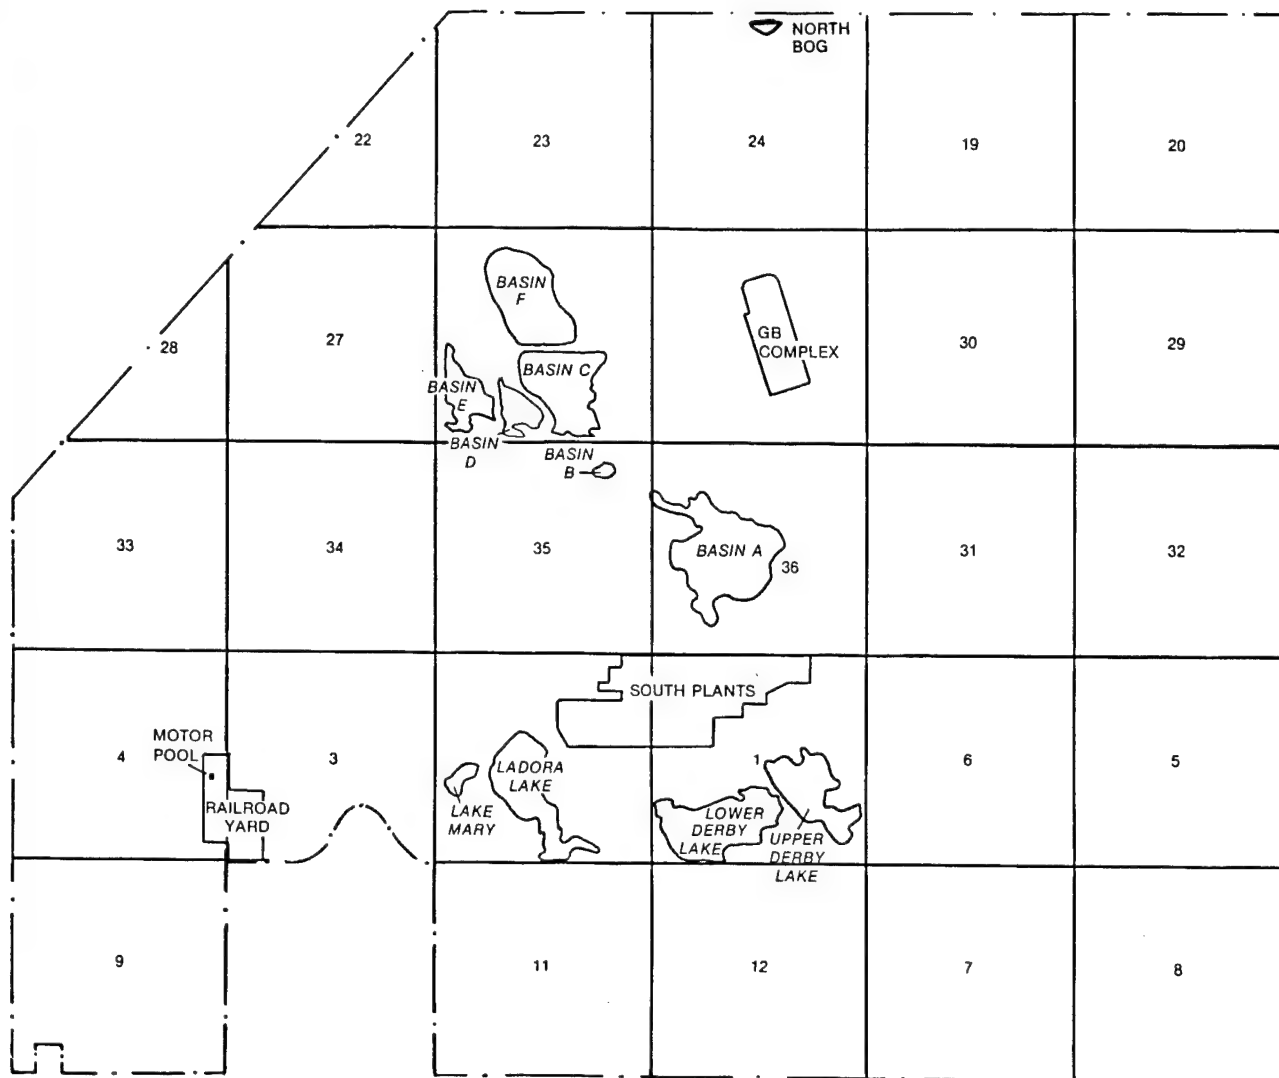 NORTH
BOG
22
23
24
19
20
BASIN
F
28
27
GB
COMPLEX
30
29
BASIN C
BASIN
E
BASIN
D
BASIN
B
33
34
35
BASIN A
36
31
32
SOUTH PLANTS
MOTOR
POOL
4
3
RAILROAD
YARD
LADORA
LAKE
LAKE
MARY
1
LOWER
DERBY
LAKE
UPPER
DERBY
LAKE
6
5
9
11
12
7
8